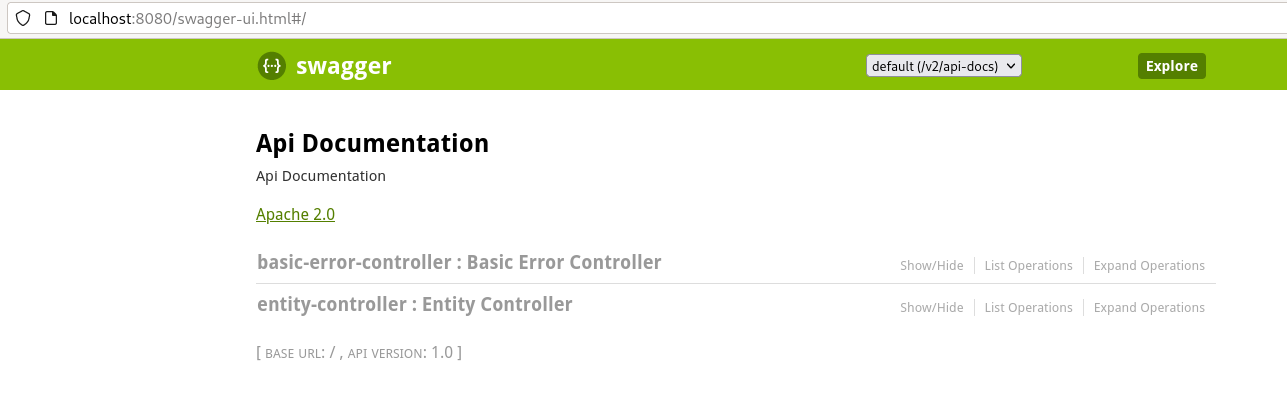 localhost:8080/swagger-ui.html#/
{···} swagger default (/v2/api-docs) Explore
Api Documentation
Api Documentation
Apache 2.0
basic-error-controller : Basic Error Controller Show/Hide List Operations Expand Operations
entity-controller : Entity Controller Show/Hide List Operations Expand Operations
[ BASE URL: / , API VERSION: 1.0 ]